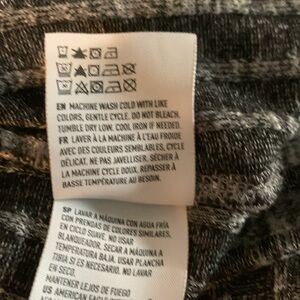 EN MACHINE WASH COLD WITH LIKE
COLORS, GENTLE CYCLE. DO NOT BLEACH.
TUMBLE DRY LOW. COOL IRON IF NEEDED.
FR LAVER À LA MACHINE À L'EAU FROIDE
AVEC DES COULEURS SEMBLABLES, CYCLE
DÉLICAT. NE PAS JAVELLISER. SÉCHER À
LA MACHINE CYCLE DOUX. REPASSER À
BASSE TEMPÉRATURE AU BESOIN.
SP LAVAR A MÁQUINA CON AGUA FRÍA
CON PRENDAS DE COLORES SIMILARES,
EN CICLO SUAVE. NO USAR
BLANQUEADOR. SECAR A MÁQUINA A
TEMPERATURA BAJA. USAR PLANCHA
TIBIA SI ES NECESARIO. NO LAVAR
EN SECO.
MANTENER LEJOS DE FUEGO
US AMERICAN EAGLE